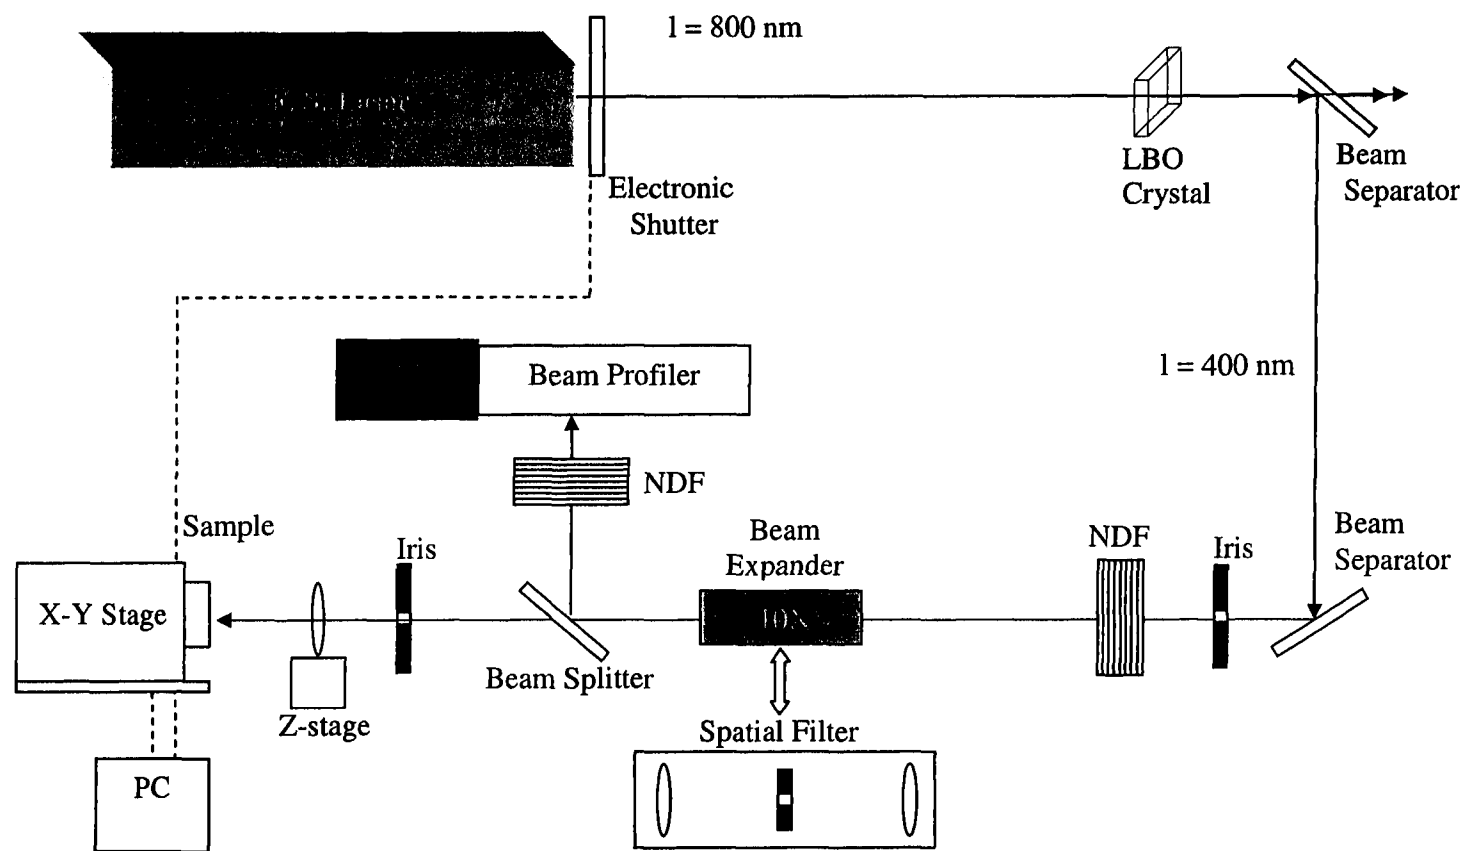 l = 800 nm
Electronic
Shutter
LBO
Crystal
Beam
Separator
l = 400 nm
Beam Profiler
NDF
Sample
Iris
Beam
Expander
10X
NDF
Iris
Beam
Separator
X-Y Stage
Beam Splitter
Z-stage
Spatial Filter
PC